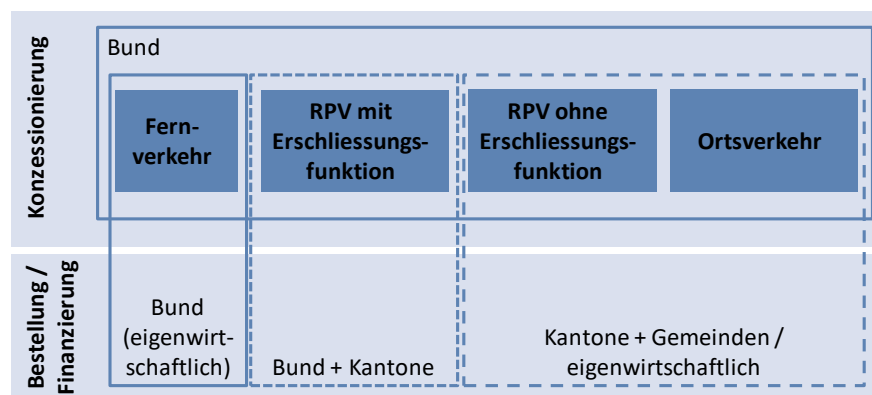 Konzessionierung
Bund
Fern-
verkehr
RPV mit
Erschliessungs-
funktion
RPV ohne
Erschliessungs-
funktion
Ortsverkehr
Bestellung /
Finanzierung
Bund
(eigenwirt-
schaftlich)
Bund + Kantone
Kantone + Gemeinden /
eigenwirtschaftlich